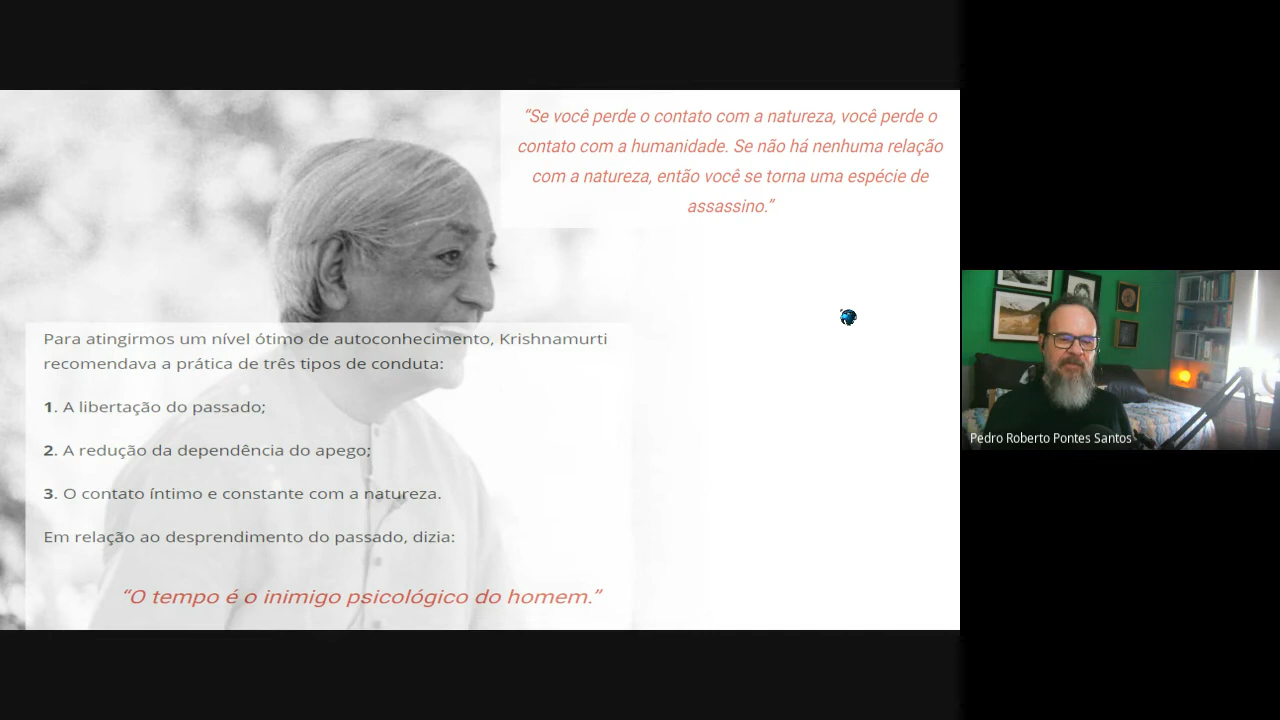 “Se você perde o contato com a natureza, você perde o
contato com a humanidade. Se não há nenhuma relação
com a natureza, então você se torna uma espécie de
assassino.”
Para atingirmos um nível ótimo de autoconhecimento, Krishnamurti
recomendava a prática de três tipos de conduta:
1. A libertação do passado;
2. A redução da dependência do apego;
3. O contato íntimo e constante com a natureza.
Em relação ao desprendimento do passado, dizia:
“O tempo é o inimigo psicológico do homem.”
Pedro Roberto Pontes Santos